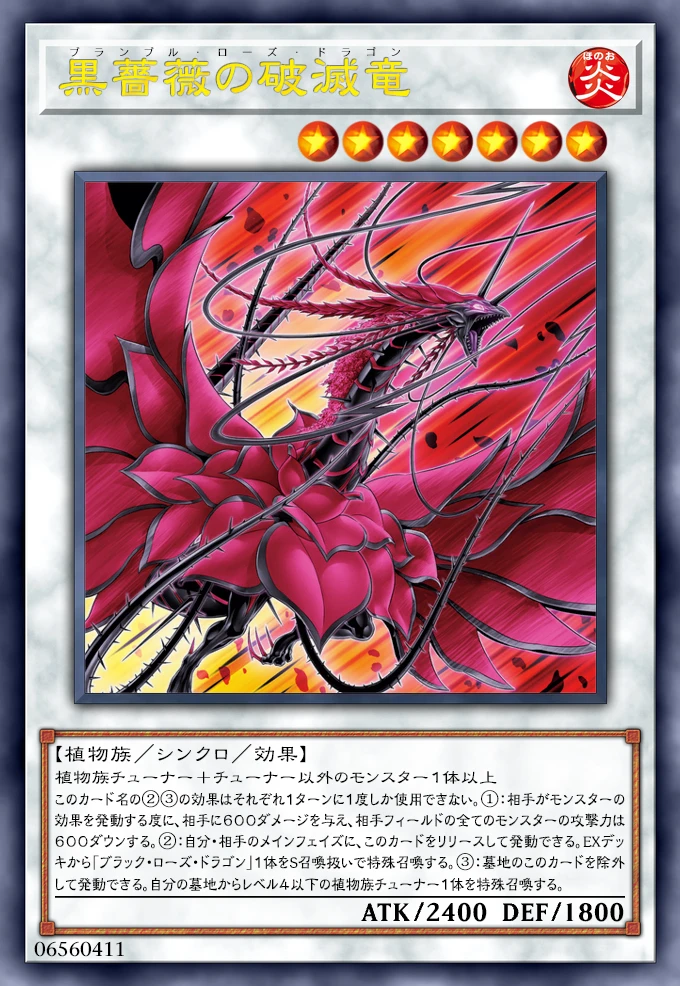 ブランブル・ローズ・ドラゴン
黒薔薇の破滅竜
ほのお
炎
【植物族／シンクロ／効果】
植物族チューナー＋チューナー以外のモンスター１体以上
このカード名の②③の効果はそれぞれ１ターンに１度しか使用できない。①：相手がモンスターの
効果を発動する度に、相手に６００ダメージを与え、相手フィールドの全てのモンスターの攻撃力は
６００ダウンする。②：自分・相手のメインフェイズに、このカードをリリースして発動できる。EXデッ
キから「ブラック・ローズ・ドラゴン」１体をS召喚扱いで特殊召喚する。③：墓地のこのカードを除外
して発動できる。自分の墓地からレベル４以下の植物族チューナー１体を特殊召喚する。
ATK/2400 DEF/1800
06560411